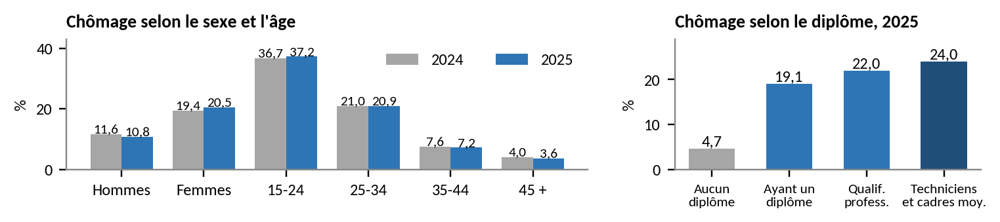 Chômage selon le sexe et l'âge
%
40
20
0
2024
2025
11,6 10,8
19,4 20,5
36,7 37,2
21,0 20,9
7,6 7,2
4,0 3,6
Hommes Femmes 15-24 25-34 35-44 45 +
Chômage selon le diplôme, 2025
%
20
10
0
4,7
19,1
22,0
24,0
Aucun
diplôme
Ayant un
diplôme
Qualif.
profess.
Techniciens
et cadres moy.